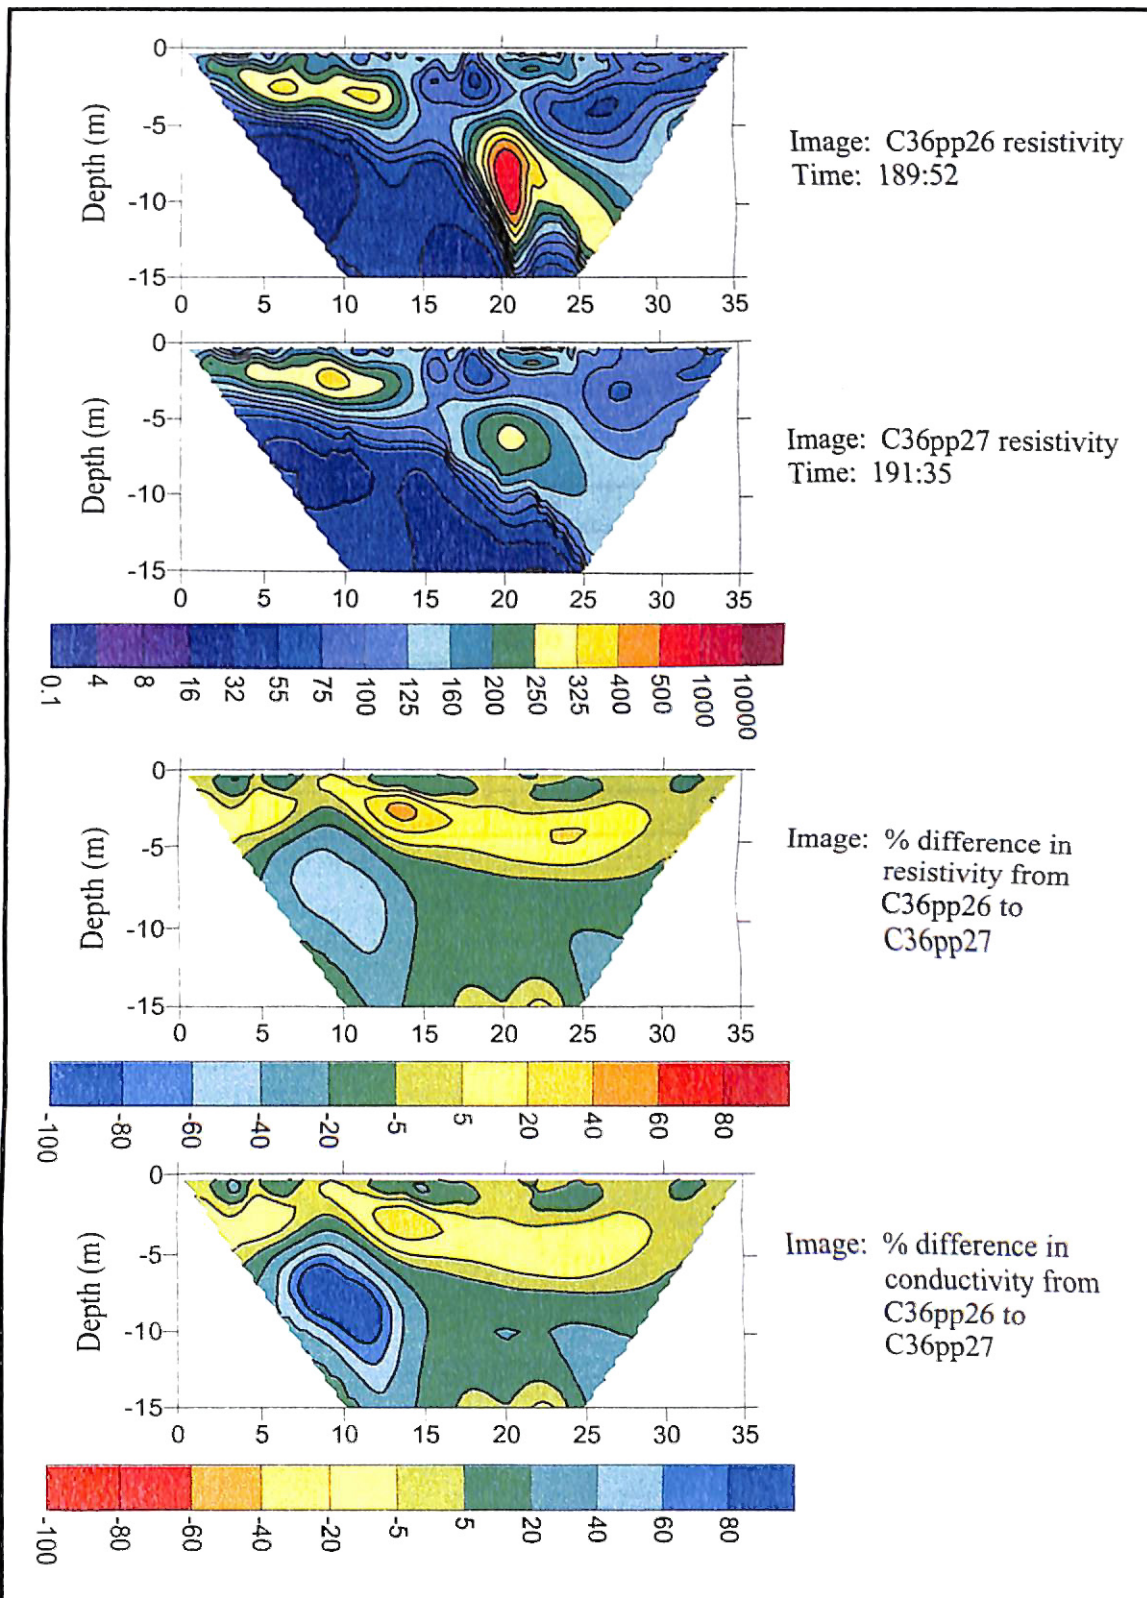 0
-5
-10
-15
Depth (m)
0 5 10 15 20 25 30 35
Image: C36pp26 resistivity
Time: 189:52
0
-5
-10
-15
Depth (m)
0 5 10 15 20 25 30 35
Image: C36pp27 resistivity
Time: 191:35
0.1 4 8 16 32 55 75 100 125 160 200 250 325 400 500 1000 10000
0
-5
-10
-15
Depth (m)
0 5 10 15 20 25 30 35
Image: % difference in
resistivity from
C36pp26 to
C36pp27
-100 -80 -60 -40 -20 -5 5 20 40 60 80
0
-5
-10
-15
Depth (m)
0 5 10 15 20 25 30 35
Image: % difference in
conductivity from
C36pp26 to
C36pp27
-100 -80 -60 -40 -20 -5 5 20 40 60 80